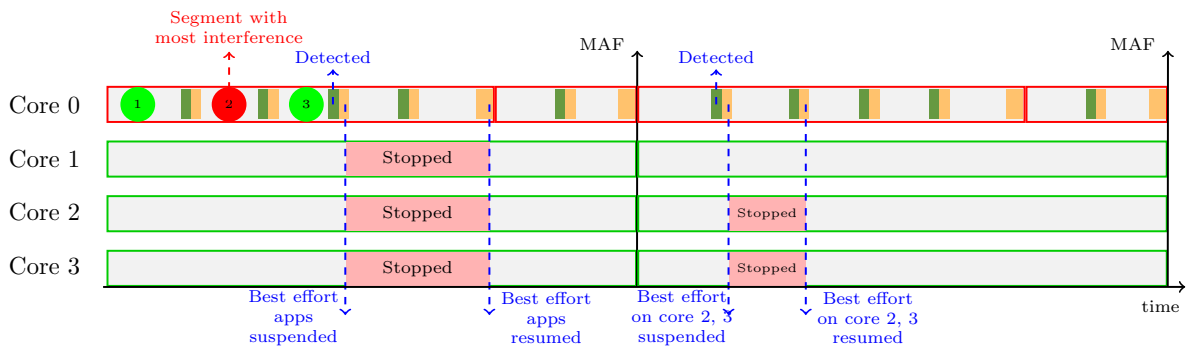 Segment with
most interference
MAF
MAF
Detected
Detected
Core 0
1
2
3
Core 1
Stopped
Core 2
Stopped
Stopped
Core 3
Stopped
Stopped
Best effort
apps
suspended
Best effort
apps
resumed
Best effort
on core 2, 3
suspended
Best effort
on core 2, 3
resumed
time